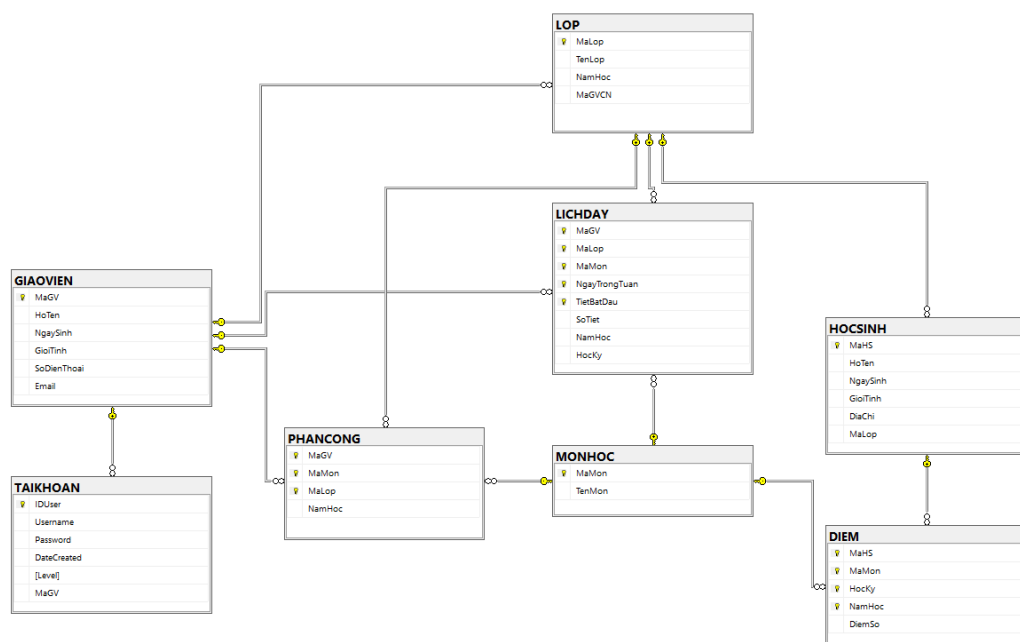 LOP
MaLop
TenLop
NamHoc
MaGVCN
LICHDAY
MaGV
MaLop
MaMon
NgayTrongTuan
TietBatDau
SoTiet
NamHoc
HocKy
GIAOVIEN
MaGV
HoTen
NgaySinh
GioiTinh
SoDienThoai
Email
HOCSINH
MaHS
HoTen
NgaySinh
GioiTinh
DiaChi
MaLop
PHANCONG
MaGV
MaMon
MaLop
NamHoc
MONHOC
MaMon
TenMon
TAIKHOAN
IDUser
Username
Password
DateCreated
[Level]
MaGV
DIEM
MaHS
MaMon
HocKy
NamHoc
DiemSo